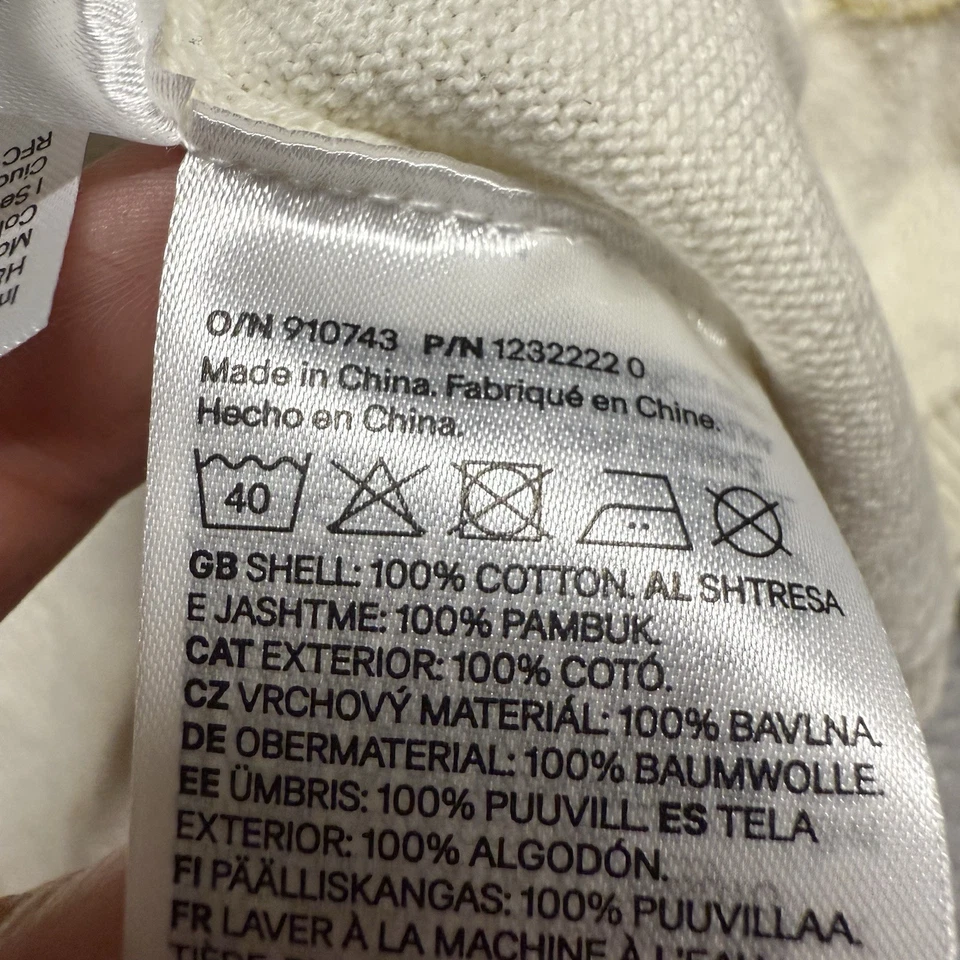 O/N 910743 P/N 1232222 0
Made in China. Fabriqué en Chine.
Hecho en China.
40
GB SHELL: 100% COTTON. AL SHTRESA
E JASHTME: 100% PAMBUK.
CAT EXTERIOR: 100% COTÓ.
CZ VRCHOVÝ MATERIÁL: 100% BAVLNA.
DE OBERMATERIAL: 100% BAUMWOLLE.
EE ÜMBRIS: 100% PUUVILL. ES TELA
EXTERIOR: 100% ALGODÓN.
FI PÄÄLLISKANGAS: 100% PUUVILLAA.
FR LAVER À LA MACHINE À L'EAU
RFC